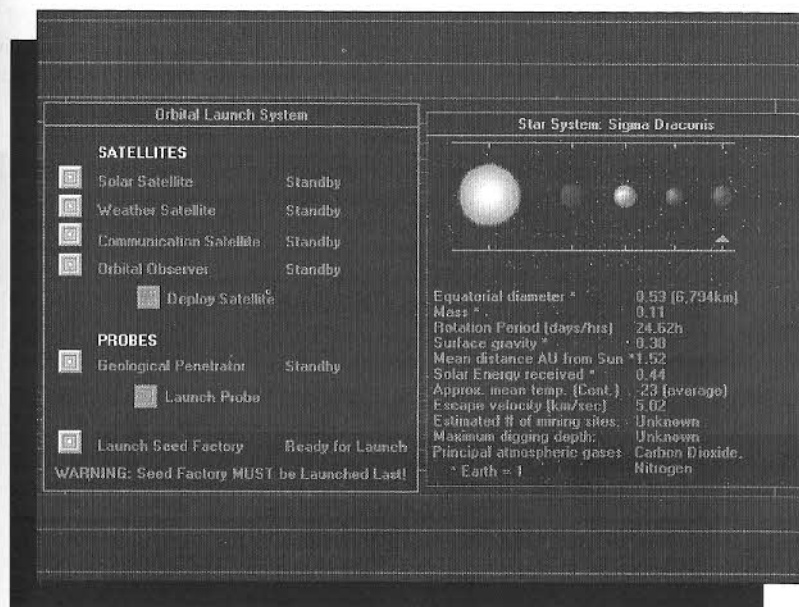 Orbital Launch System
SATELLITES
Solar Satellite Standby
Weather Satellite Standby
Communication Satellite Standby
Orbital Observer Standby
Deploy Satellite
PROBES
Geological Penetrator Standby
Launch Probe
Launch Seed Factory Ready for Launch
WARNING: Seed Factory MUST be Launched Last!
Star System: Sigma Draconis
Equatorial diameter * 0.53 (6,794km)
Mass * 0.11
Rotation Period (days/hrs) 24.62h
Surface gravity * 0.38
Mean distance AU from Sun * 1.52
Solar Energy received * 0.44
Approx. mean temp. (Cent.) -23 (average)
Escape velocity (km/sec) 5.02
Estimated # of mining sites: Unknown
Maximum digging depth: Unknown
Principal atmospheric gases Carbon Dioxide,
* Earth = 1 Nitrogen